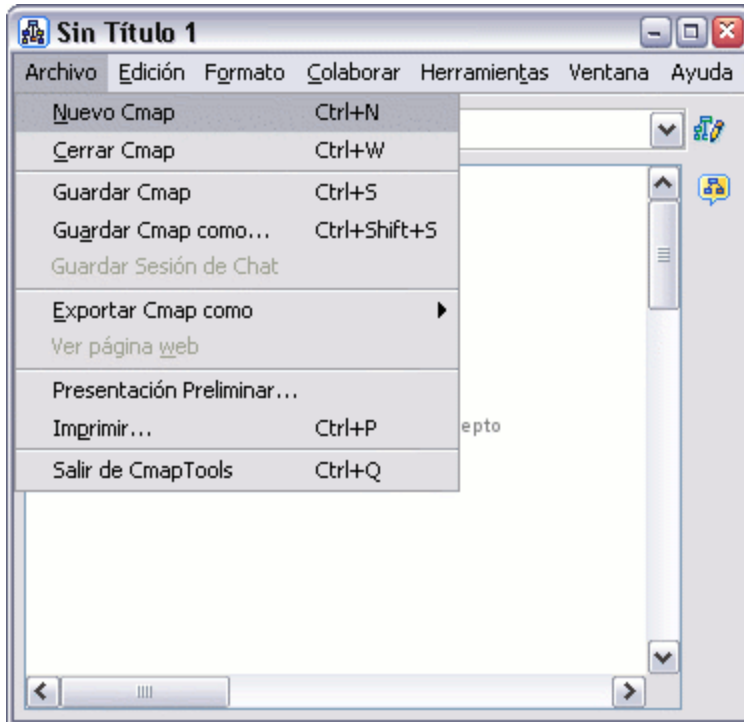 Sin Título 1
Archivo Edición Formato Colaborar Herramientas Ventana Ayuda
Nuevo Cmap Ctrl+N
Cerrar Cmap Ctrl+W
Guardar Cmap Ctrl+S
Guardar Cmap como... Ctrl+Shift+S
Guardar Sesión de Chat
Exportar Cmap como
Ver página web
Presentación Preliminar...
Imprimir... Ctrl+P
epto
Salir de CmapTools Ctrl+Q